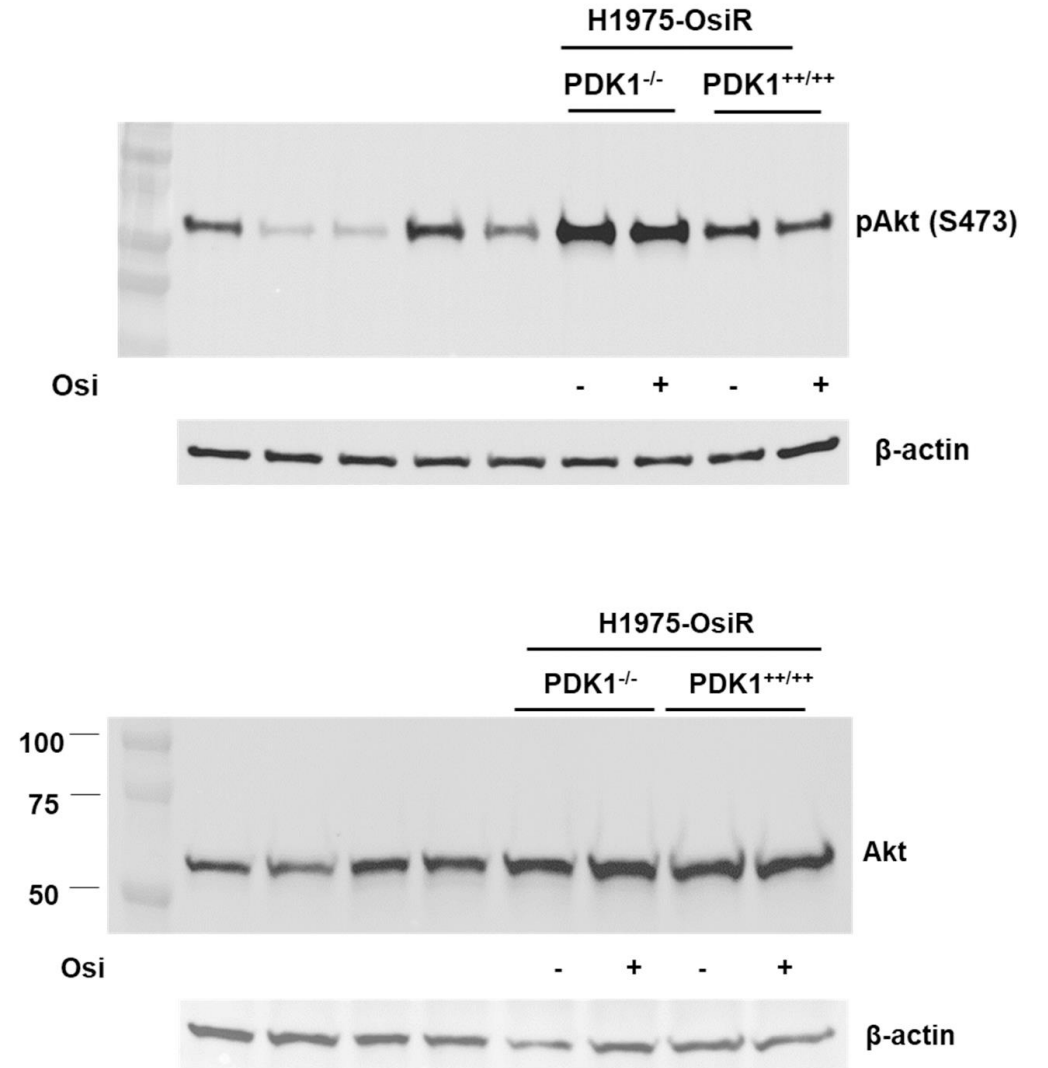 H1975-OsiR
PDK1-/- PDK1++/++
pAkt (S473)
Osi - + - +
β-actin
H1975-OsiR
PDK1-/- PDK1++/++
100
75
50
Akt
Osi - + - +
β-actin